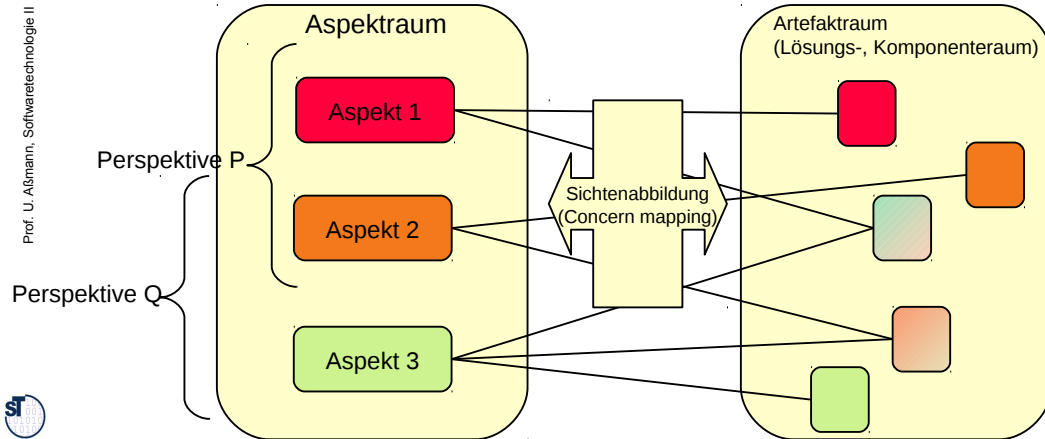 Prof. U. Aßmann, Softwaretechnologie II
Aspektraum
Artefaktraum
(Lösungs-, Komponenteraum)
Aspekt 1
Perspektive P
Sichtenabbildung
(Concern mapping)
Aspekt 2
Perspektive Q
Aspekt 3
ST